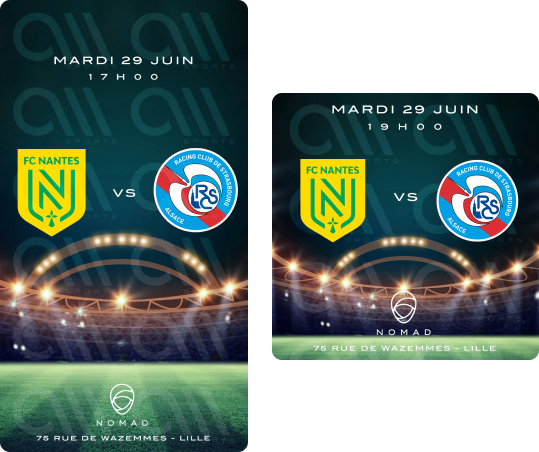 all
SPORTS
MARDI 29 JUIN
17H00
FC NANTES
N
VS
RACING CLUB DE STRASBOURG
RCS
ALSACE
NOMAD
75 RUE DE WAZEMMES - LILLE
MARDI 29 JUIN
19H00
FC NANTES
N
VS
RACING CLUB DE STRASBOURG
RCS
ALSACE
NOMAD
75 RUE DE WAZEMMES - LILLE